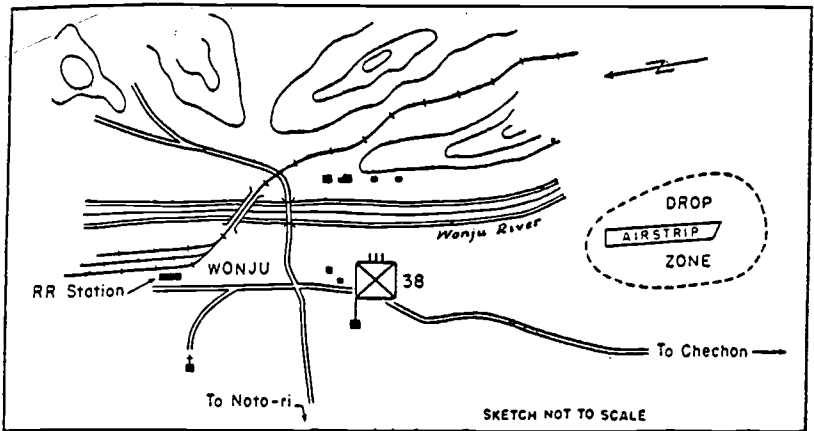 DROP
AIRSTRIP
ZONE
Wonju River
WONJU
38
RR Station
To Chechon
To Noto-ri
SKETCH NOT TO SCALE